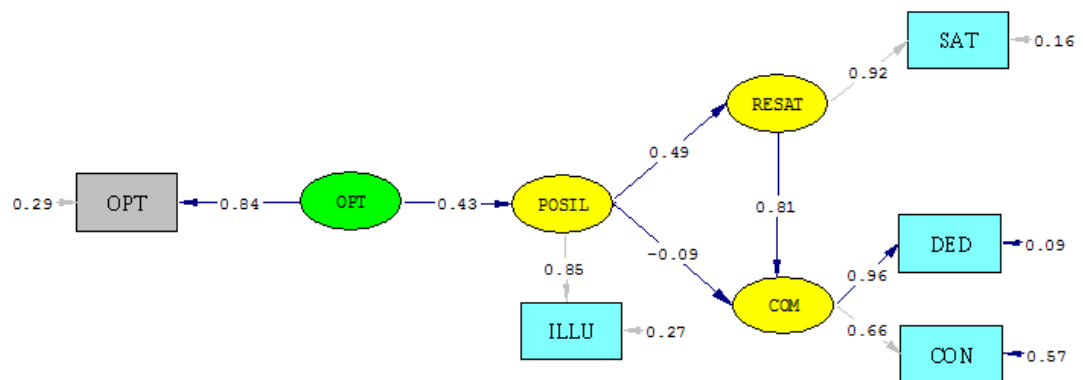 SAT
0.16
0.92
RESAT
0.49
0.29
OPT
0.84
OPT
0.43
POSIL
0.81
-0.09
DED
0.09
0.85
0.96
COM
ILLU
0.27
0.66
CON
0.57